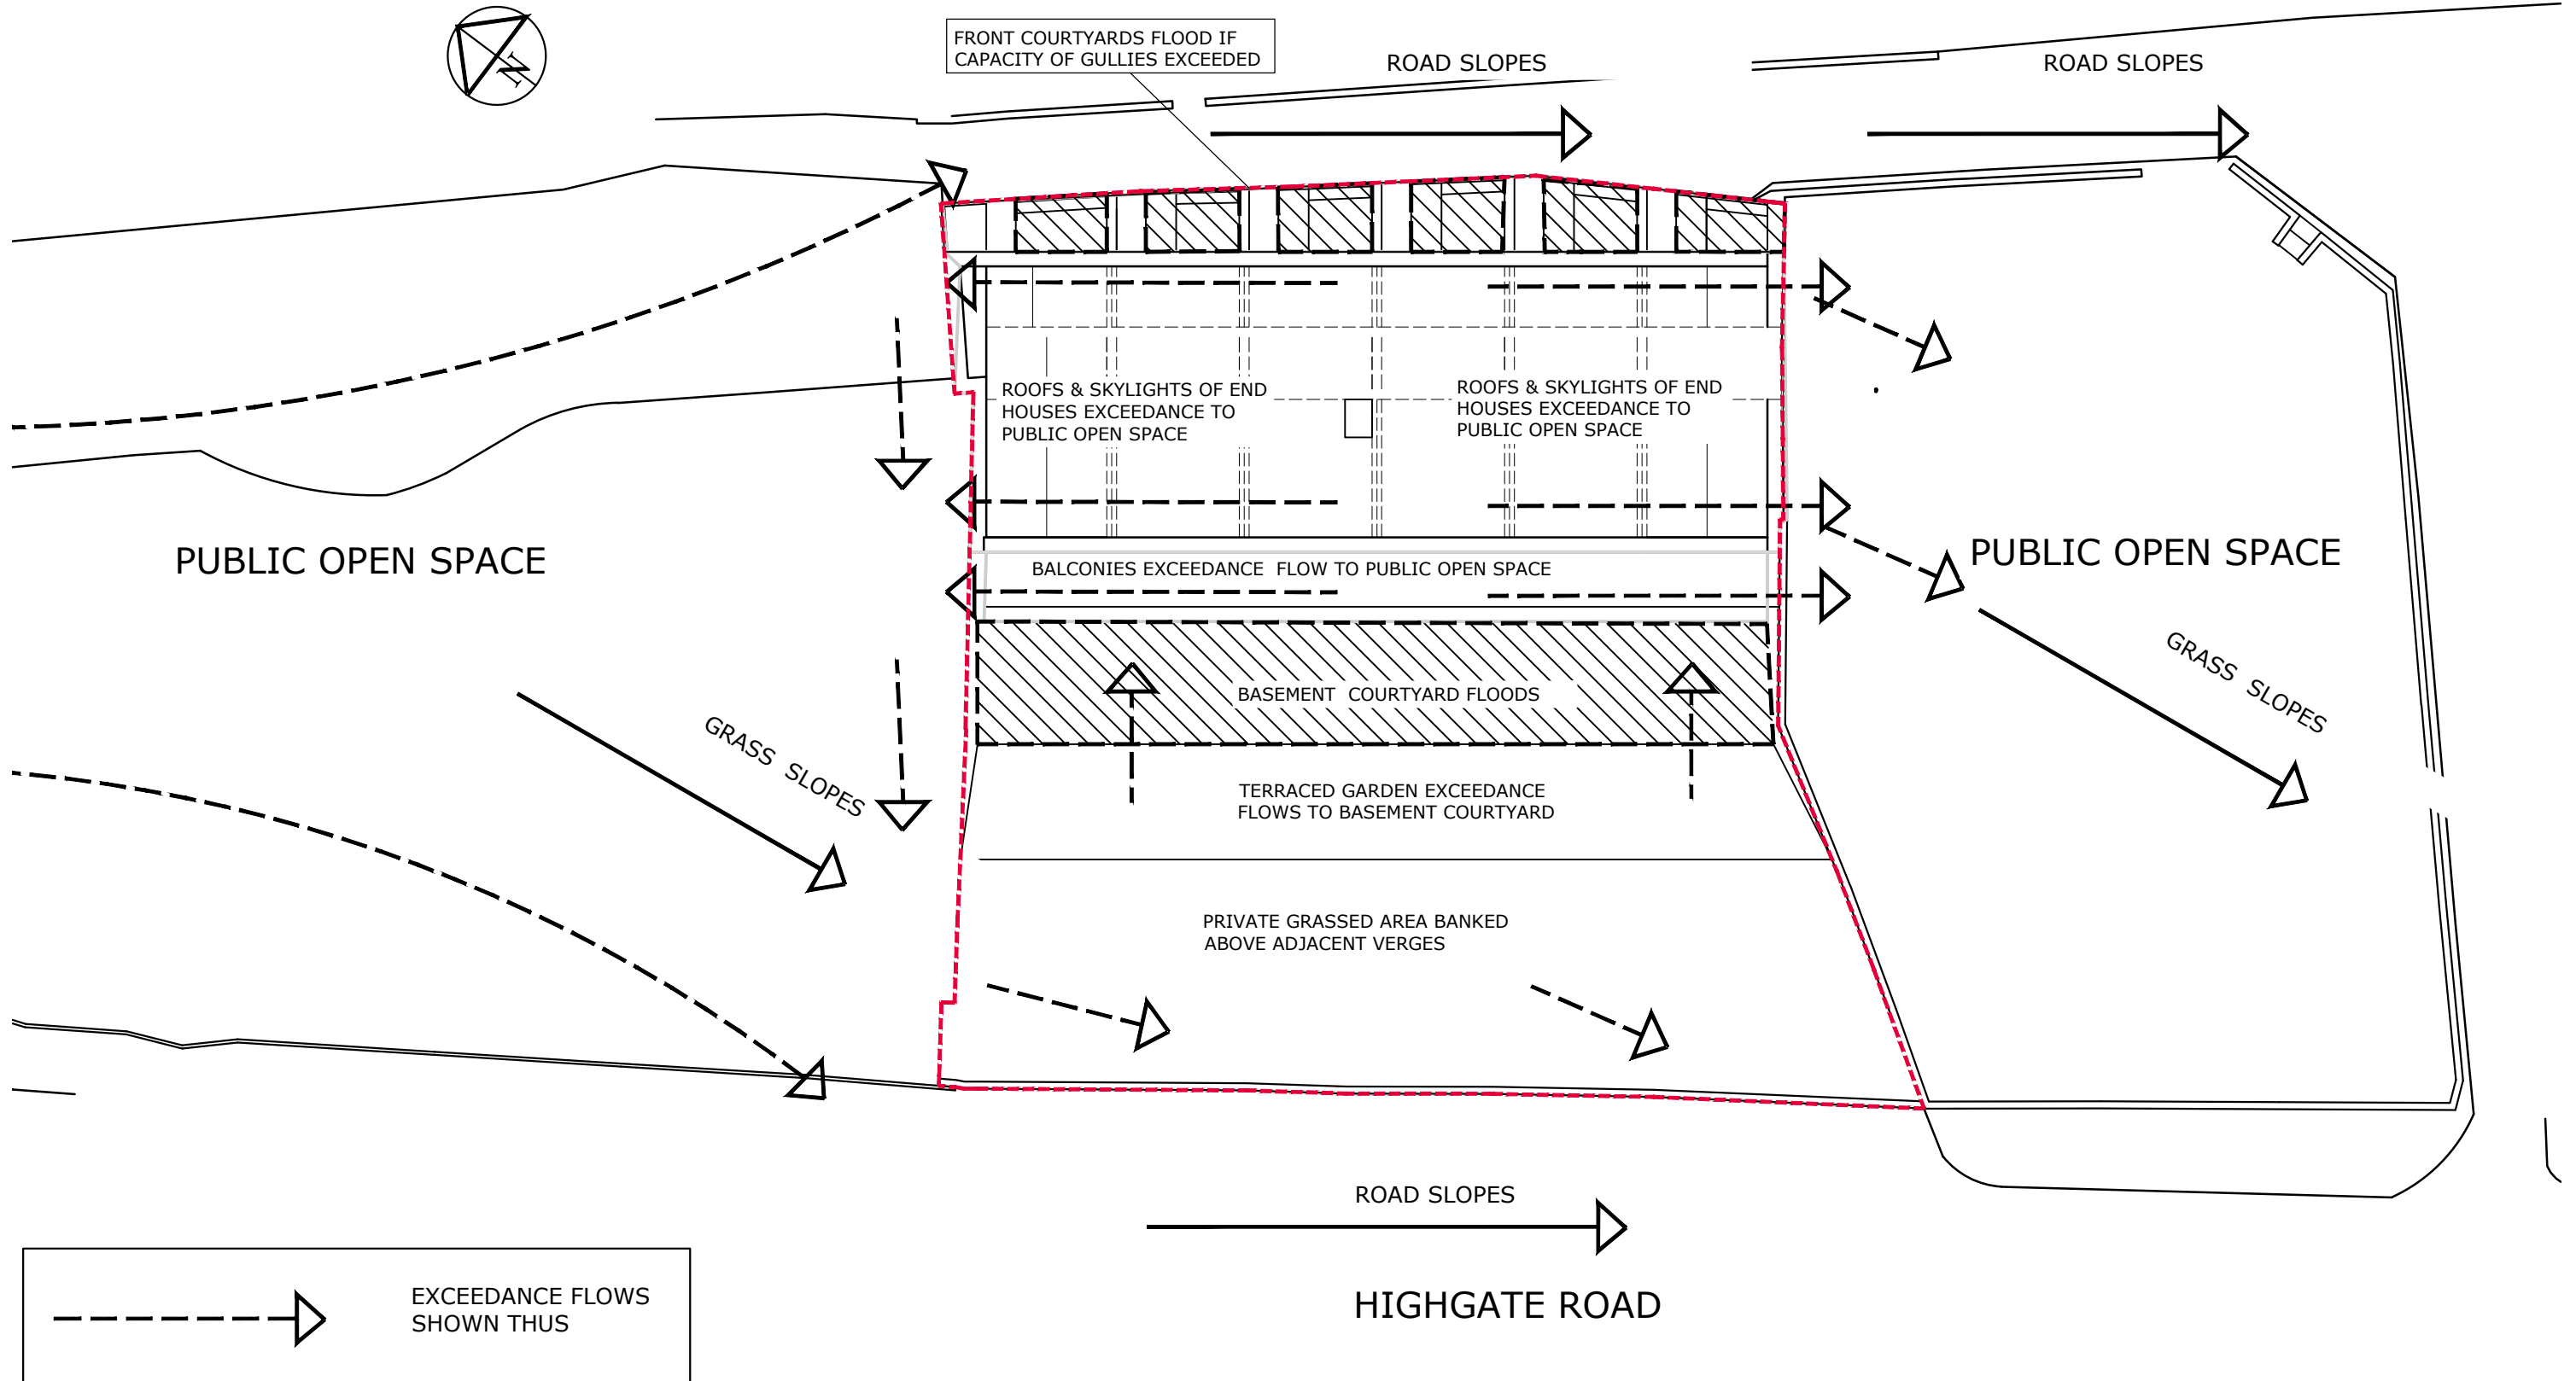 N
FRONT COURTYARDS FLOOD IF
CAPACITY OF GULLIES EXCEEDED
ROAD SLOPES
ROAD SLOPES
ROOFS & SKYLIGHTS OF END
HOUSES EXCEEDANCE TO
PUBLIC OPEN SPACE
ROOFS & SKYLIGHTS OF END
HOUSES EXCEEDANCE TO
PUBLIC OPEN SPACE
PUBLIC OPEN SPACE
BALCONIES EXCEEDANCE FLOW TO PUBLIC OPEN SPACE
PUBLIC OPEN SPACE
GRASS SLOPES
BASEMENT COURTYARD FLOODS
GRASS SLOPES
TERRACED GARDEN EXCEEDANCE
FLOWS TO BASEMENT COURTYARD
PRIVATE GRASSED AREA BANKED
ABOVE ADJACENT VERGES
ROAD SLOPES
HIGHGATE ROAD
EXCEEDANCE FLOWS
SHOWN THUS